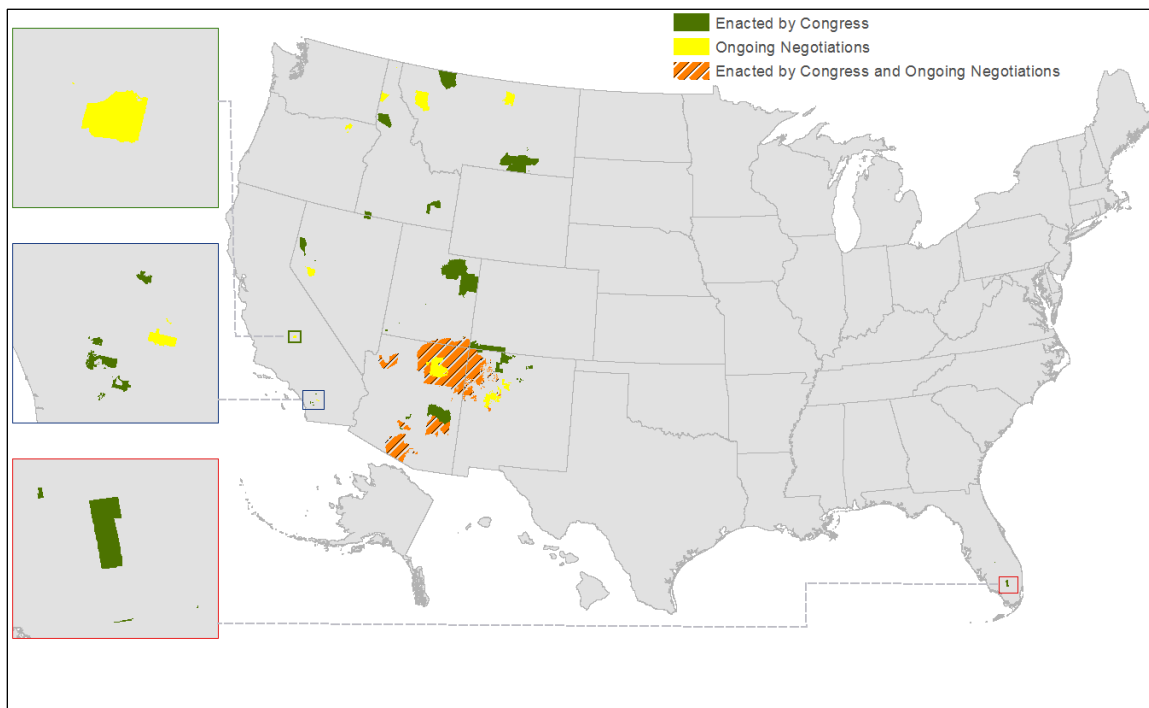 Enacted by Congress
Ongoing Negotiations
Enacted by Congress and Ongoing Negotiations